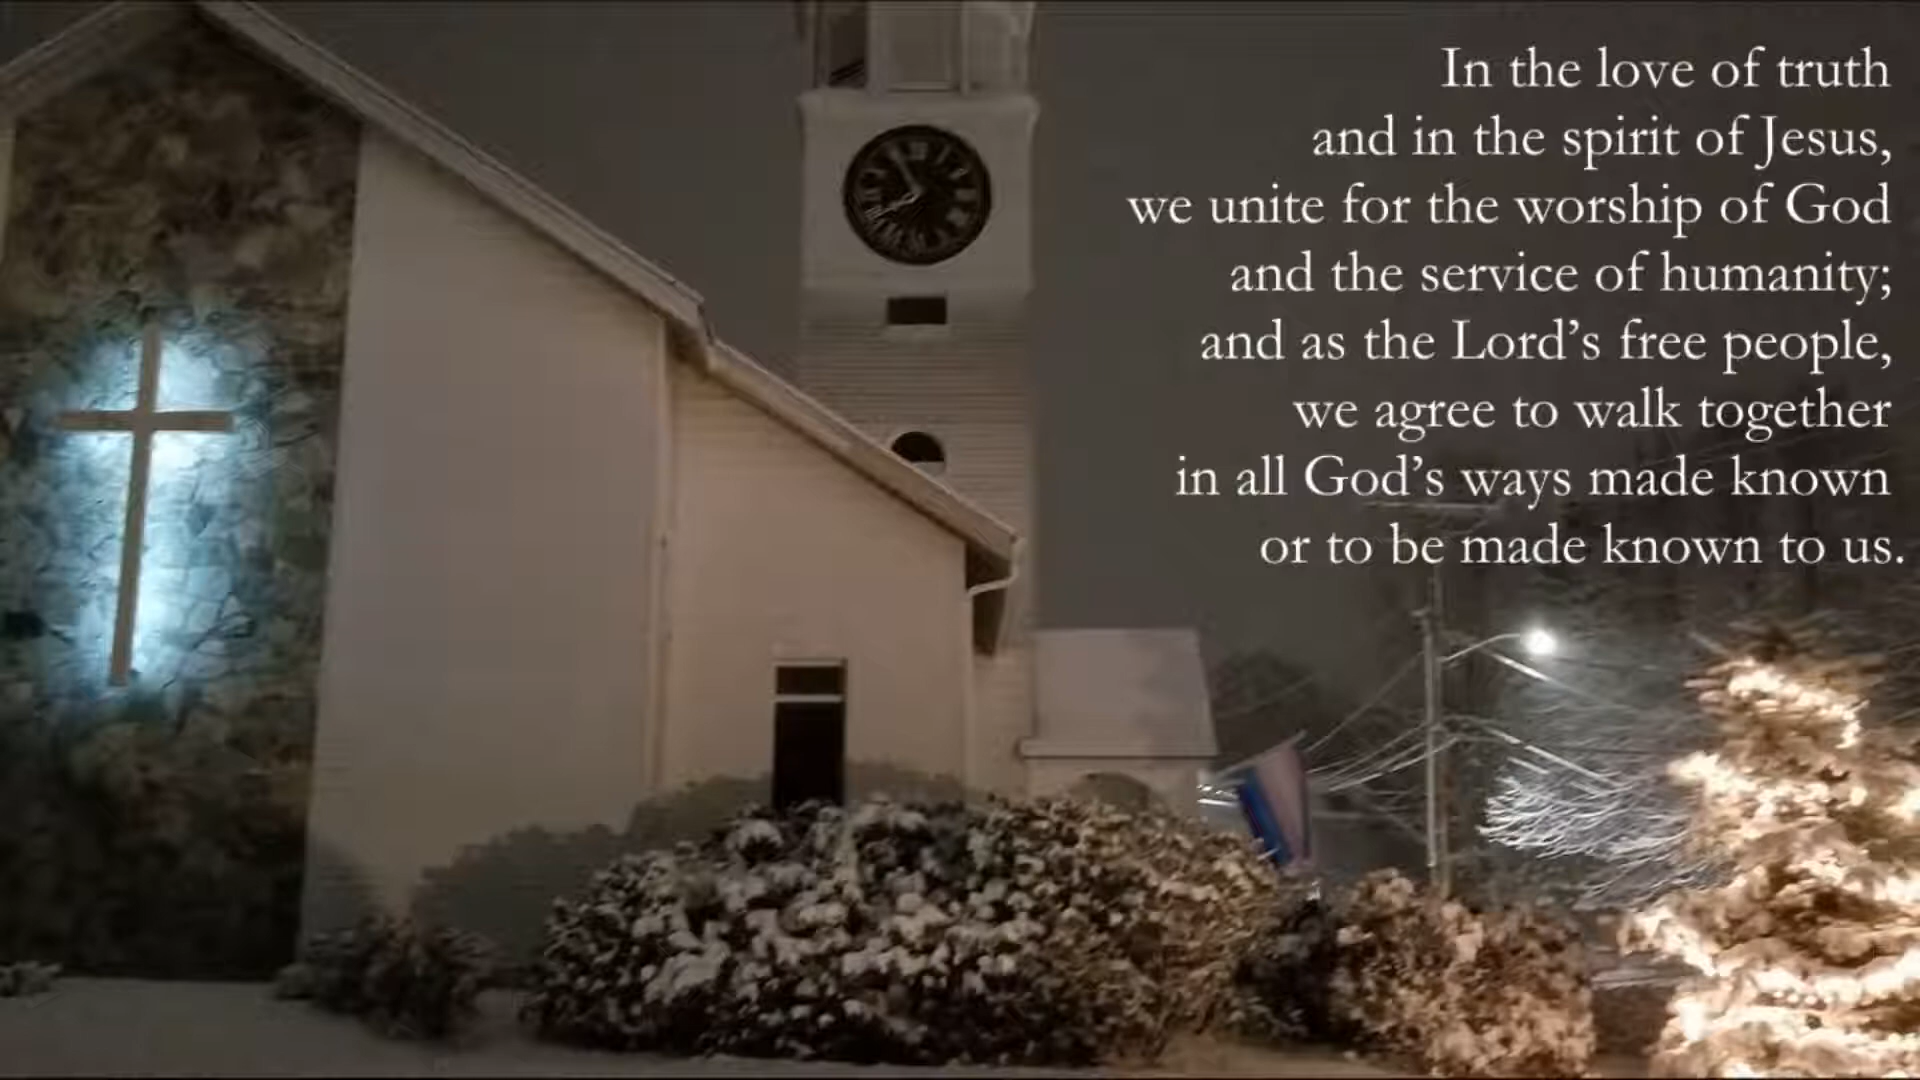 In the love of truth
and in the spirit of Jesus,
we unite for the worship of God
and the service of humanity;
and as the Lord’s free people,
we agree to walk together
in all God’s ways made known
or to be made known to us.